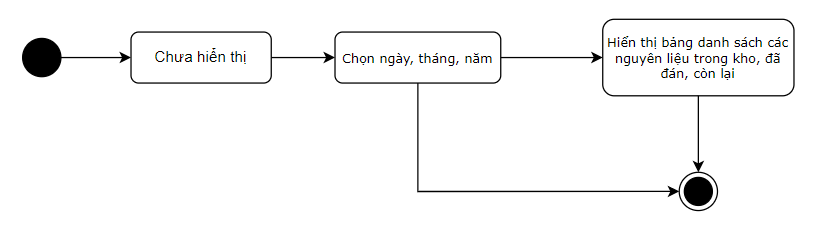 Chưa hiển thị
Chọn ngày, tháng, năm
Hiển thị bảng danh sách các
nguyên liệu trong kho, đã
đán, còn lại